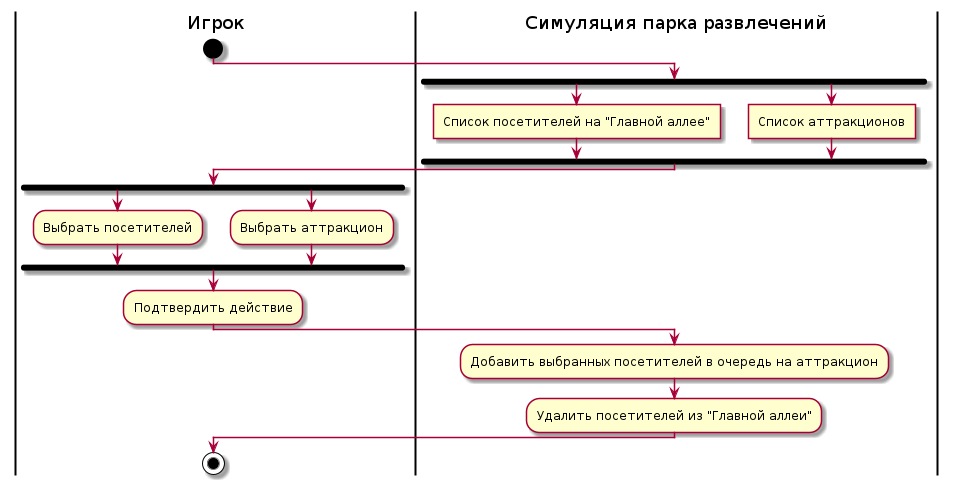 Игрок
Симуляция парка развлечений
Список посетителей на "Главной аллее"
Список аттракционов
Выбрать посетителей
Выбрать аттракцион
Подтвердить действие
Добавить выбранных посетителей в очередь на аттракцион
Удалить посетителей из "Главной аллеи"